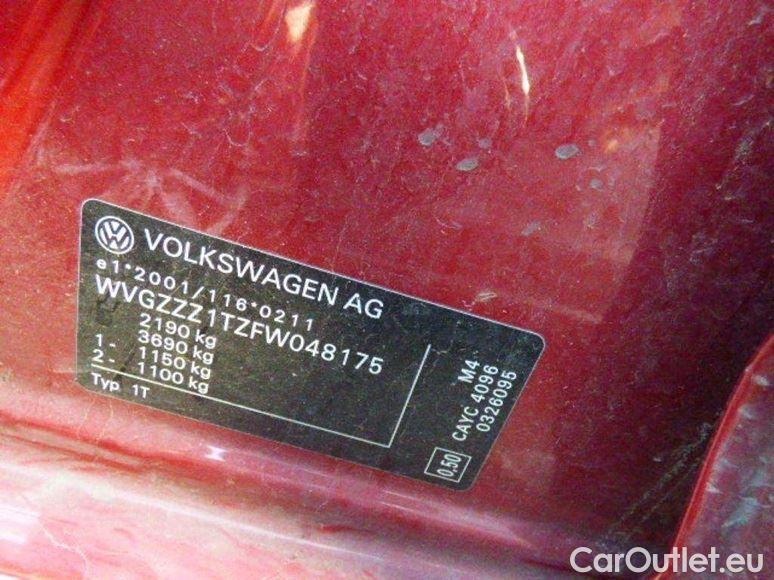 VOLKSWAGEN AG
e1*2001/116*0211
WVGZZZ1TZFW048175
2190 kg
3690 kg
1- 1150 kg
2- 1100 kg
Typ 1T
M4
CAYC 4096
0326095
0,50
CarOutlet.eu